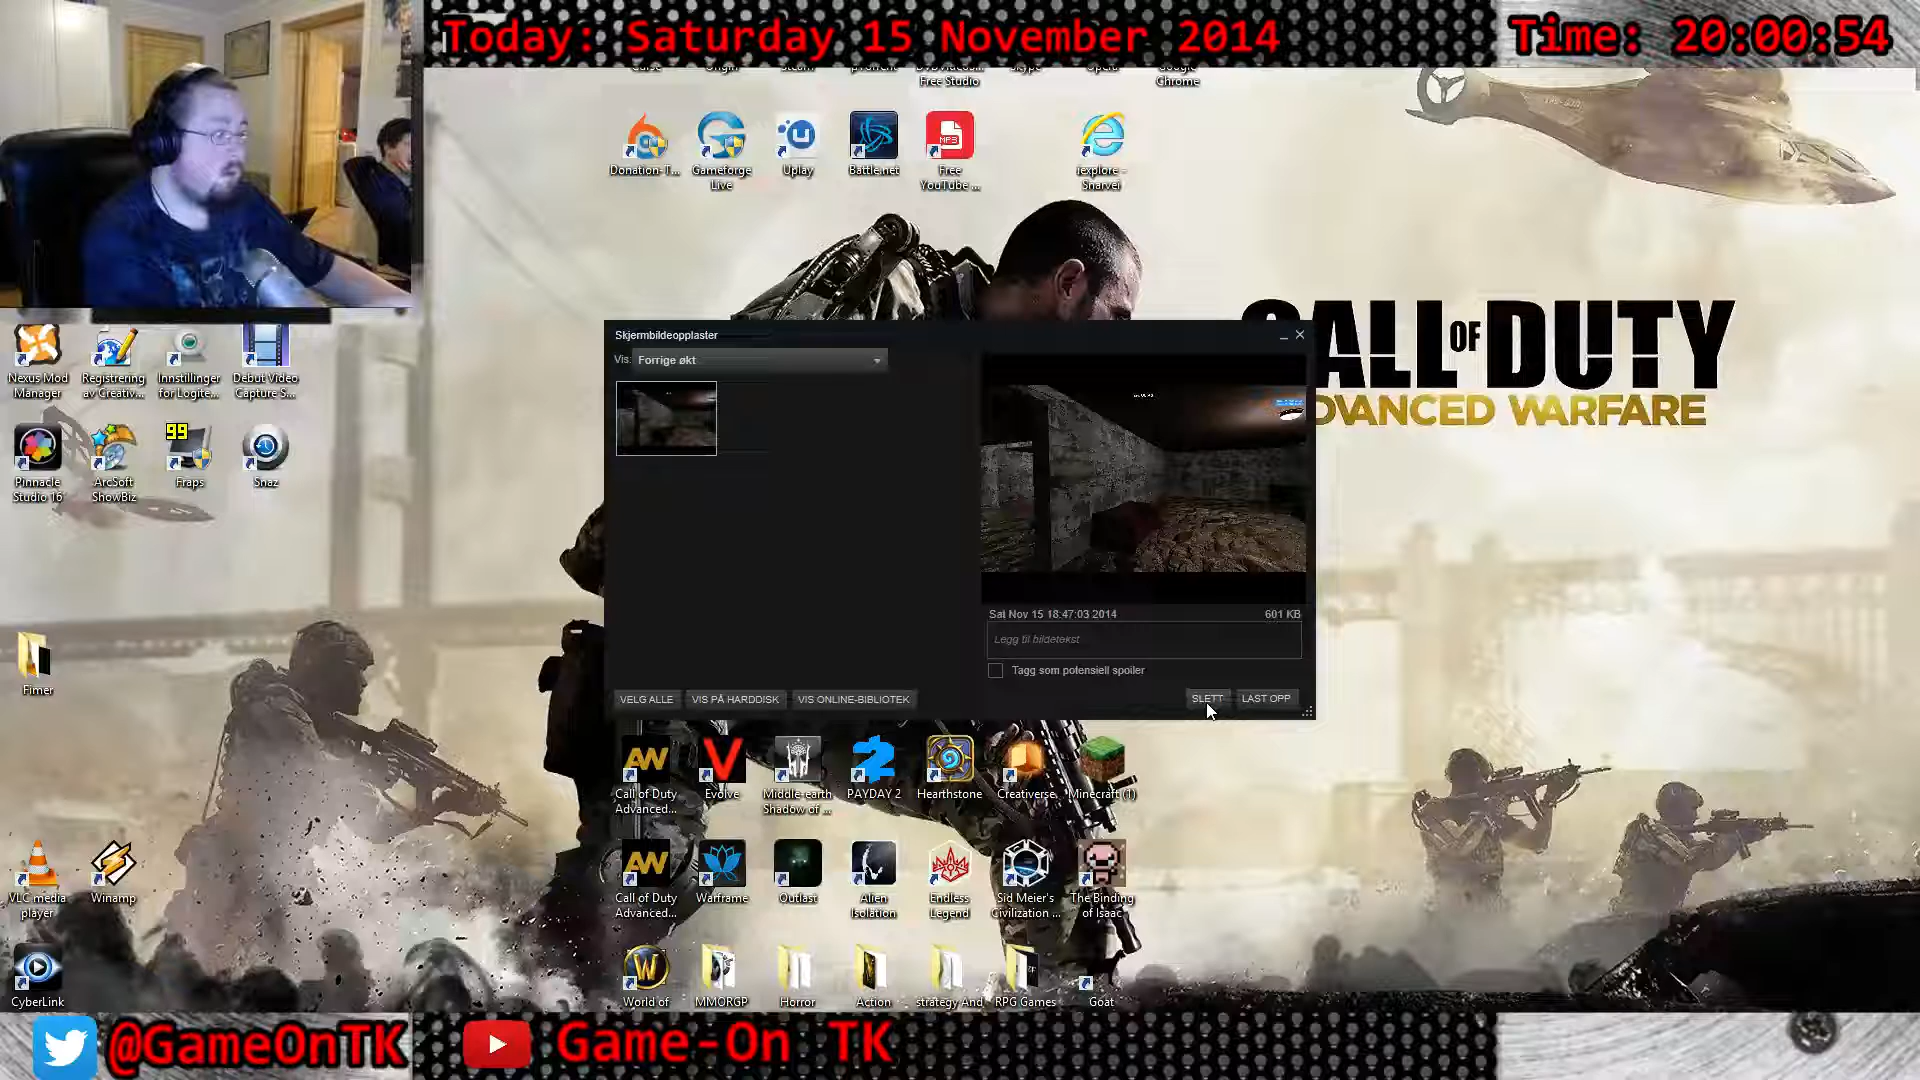 Today: Saturday 15 November 2014
Time: 20:00:54
Free Studio
Chrome
Donation-T...
Gameforge Live
Uplay
Battle.net
Free YouTube ...
iexplore - Snarvei
MP3
Nexus Mod Manager
Registrering av Creativ...
Innstillinger for Logite...
Debut Video Capture S...
99
Pinnacle Studio 16
ArcSoft ShowBiz
Fraps
Snaz
Skjermbildeopplaster
Vis: Forrige økt
CALL OF DUTY
ADVANCED WARFARE
Sat Nov 15 18:47:03 2014
601 KB
Legg til bildetekst
Tagg som potensiell spoiler
VELG ALLE
VIS PÅ HARDDISK
VIS ONLINE-BIBLIOTEK
SLETT
LAST OPP
Fimer
AW
Call of Duty Advanced...
Evolve
Middle-earth Shadow of ...
PAYDAY 2
Hearthstone
Creativerse
Minecraft (1)
VLC media player
Winamp
AW
Call of Duty Advanced...
Warframe
Outlast
Alien Isolation
Endless Legend
Sid Meier's Civilization ...
The Binding of Isaac
CyberLink
World of
MMORGP
Horror
Action
strategy And
RPG Games
Goat
@GameOnTK
Game-On TK